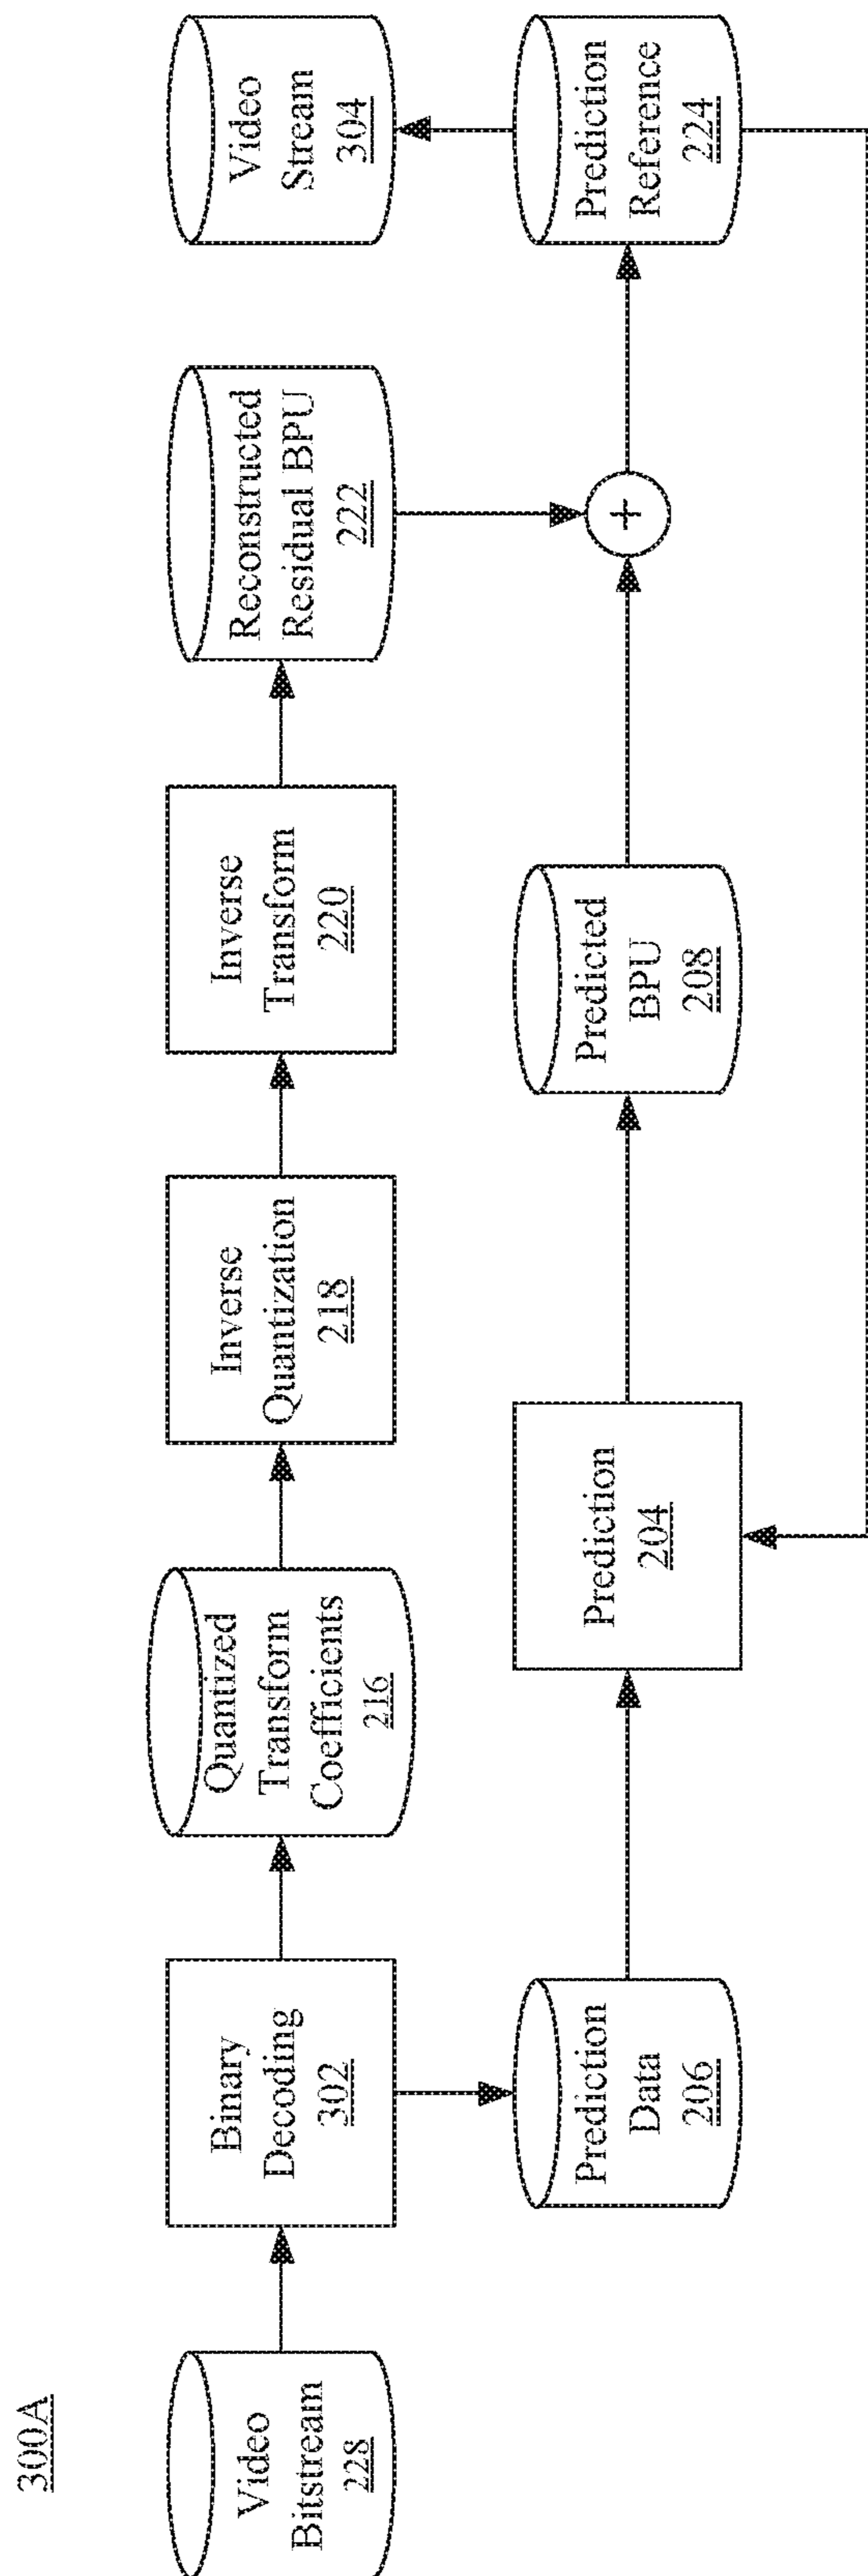 300A
Video
Bitstream
228
Binary
Decoding
302
Quantized
Transform
Coefficients
216
Inverse
Quantization
218
Inverse
Transform
220
Reconstructed
Residual BPU
222
Video
Stream
304
Prediction
Data
206
Prediction
204
Predicted
BPU
208
+
Prediction
Reference
224